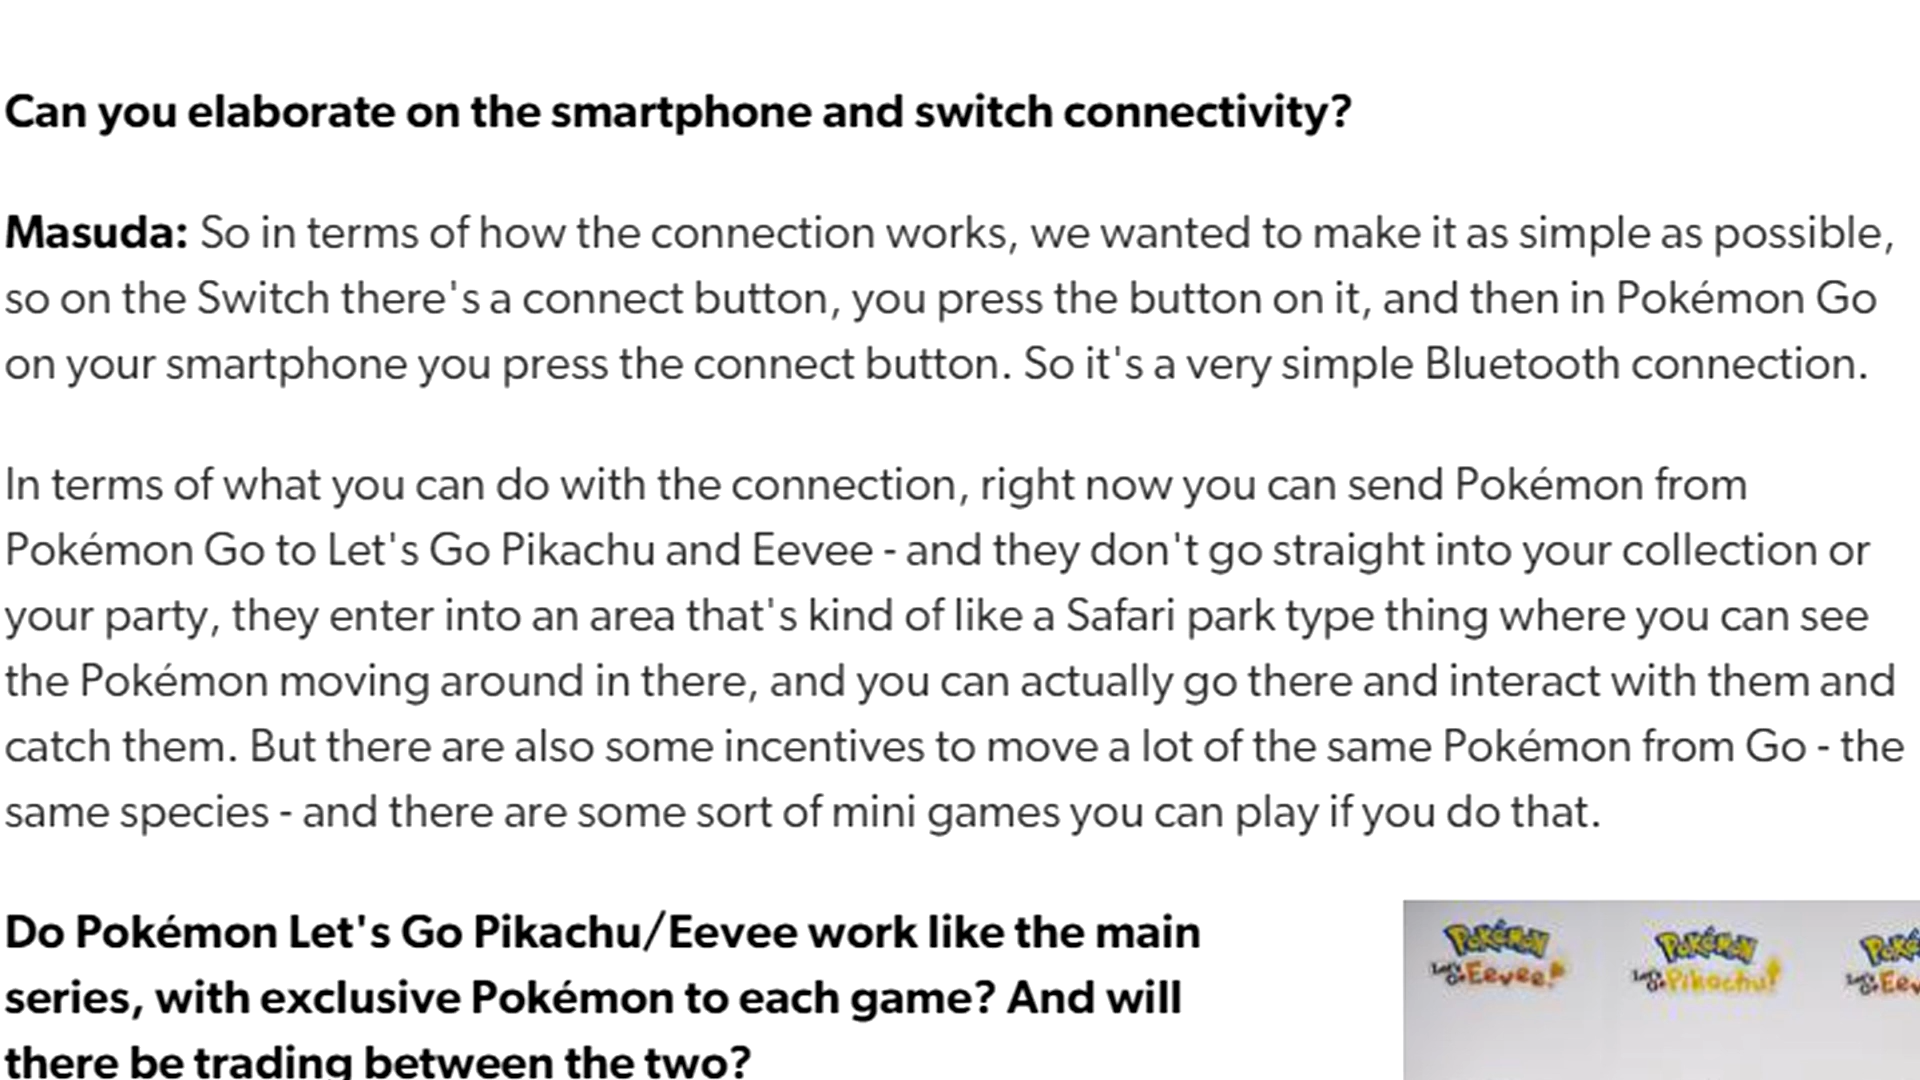 Can you elaborate on the smartphone and switch connectivity?
Masuda: So in terms of how the connection works, we wanted to make it as simple as possible,
so on the Switch there's a connect button, you press the button on it, and then in Pokémon Go
on your smartphone you press the connect button. So it's a very simple Bluetooth connection.
In terms of what you can do with the connection, right now you can send Pokémon from
Pokémon Go to Let's Go Pikachu and Eevee - and they don't go straight into your collection or
your party, they enter into an area that's kind of like a Safari park type thing where you can see
the Pokémon moving around in there, and you can actually go there and interact with them and
catch them. But there are also some incentives to move a lot of the same Pokémon from Go - the
same species - and there are some sort of mini games you can play if you do that.
Do Pokémon Let's Go Pikachu/Eevee work like the main
series, with exclusive Pokémon to each game? And will
there be trading between the two?
POKéMON
Let's Go Eevee!
POKéMON
Let's Go Pikachu!
POKé
Let's Go Eev